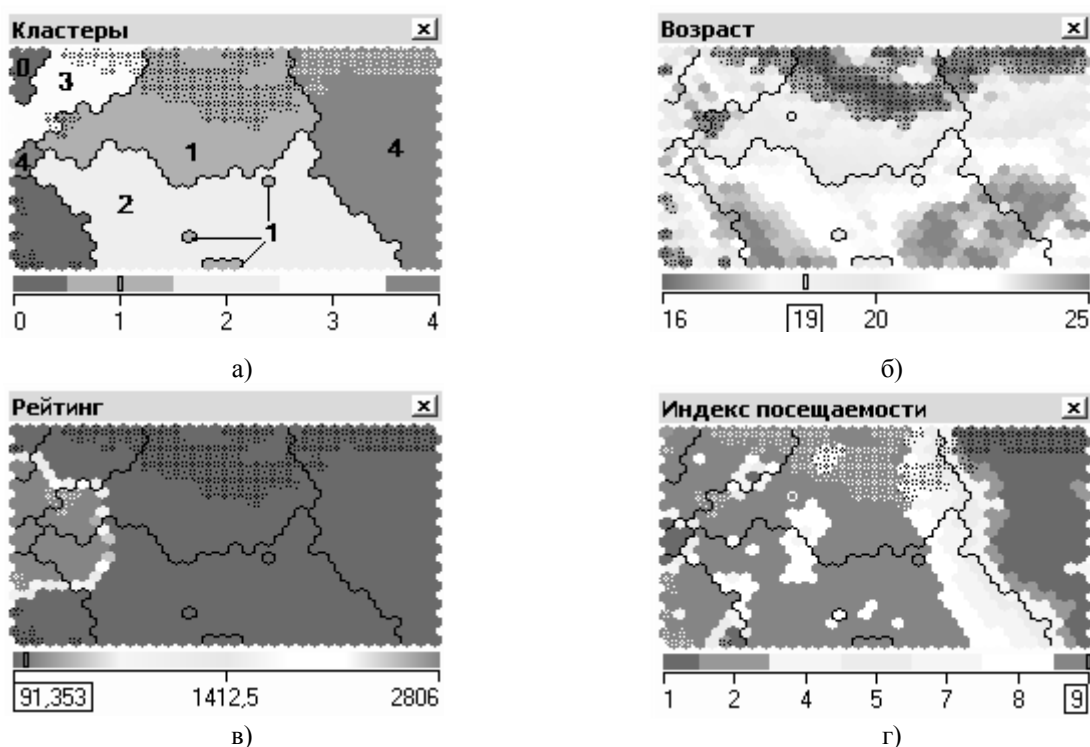 Кластеры
0
3
1
4
4
2
1
0 1 2 3 4
а)
Возраст
16 19 20 25
б)
Рейтинг
91,353 1412,5 2806
в)
Индекс посещаемости
1 2 4 5 7 8 9
г)